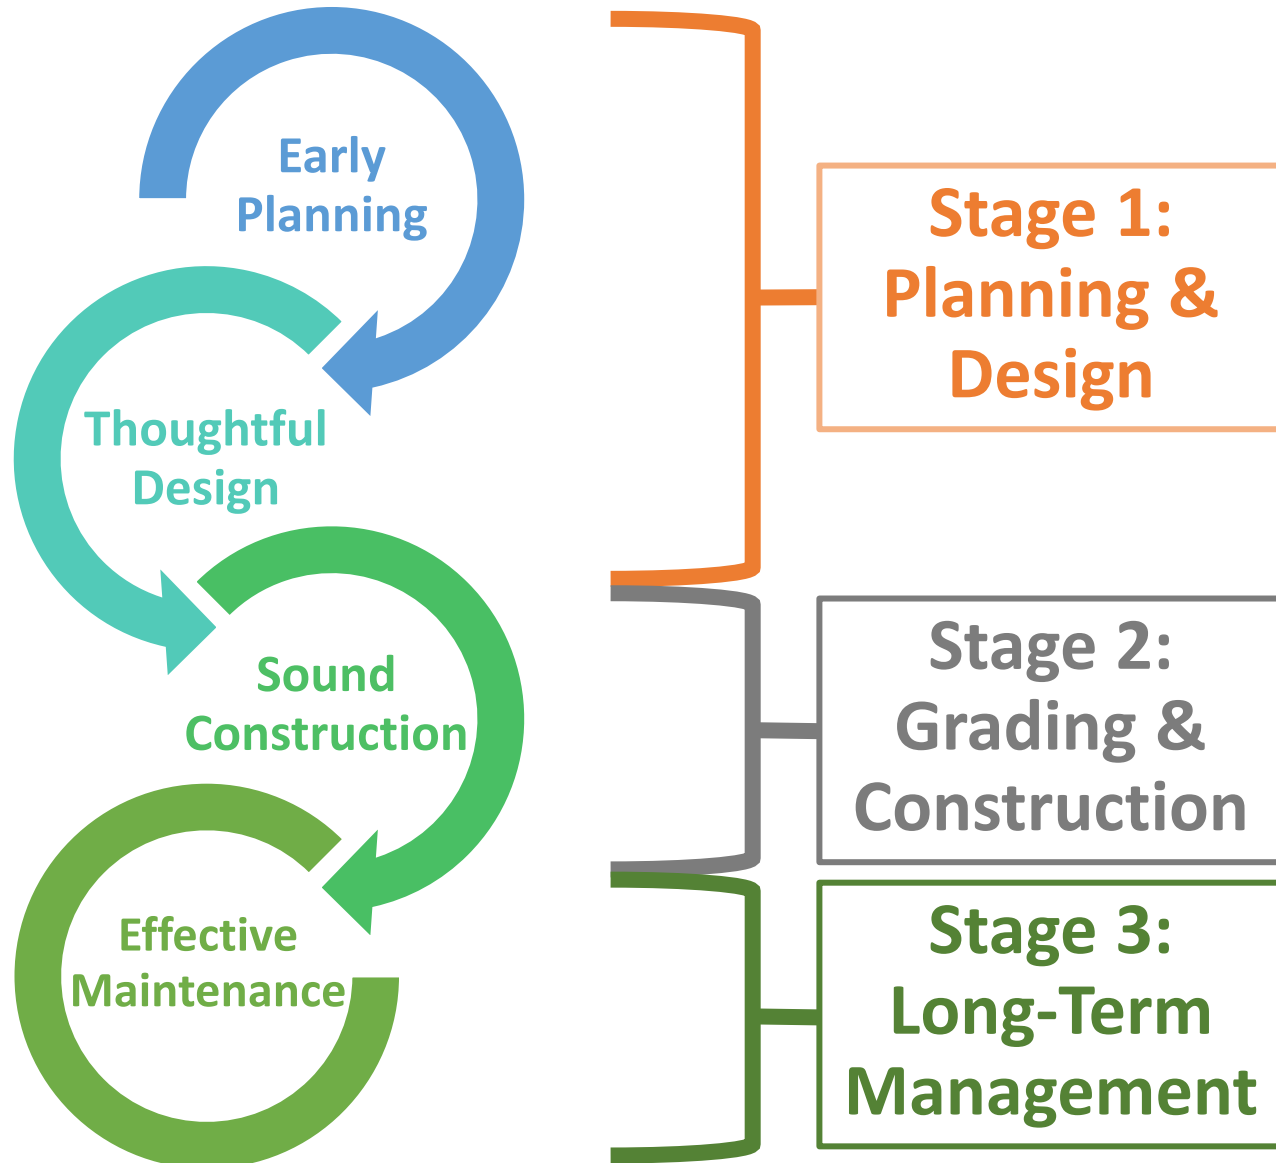 Early
Planning
Thoughtful
Design
Sound
Construction
Effective
Maintenance
Stage 1:
Planning &
Design
Stage 2:
Grading &
Construction
Stage 3:
Long-Term
Management